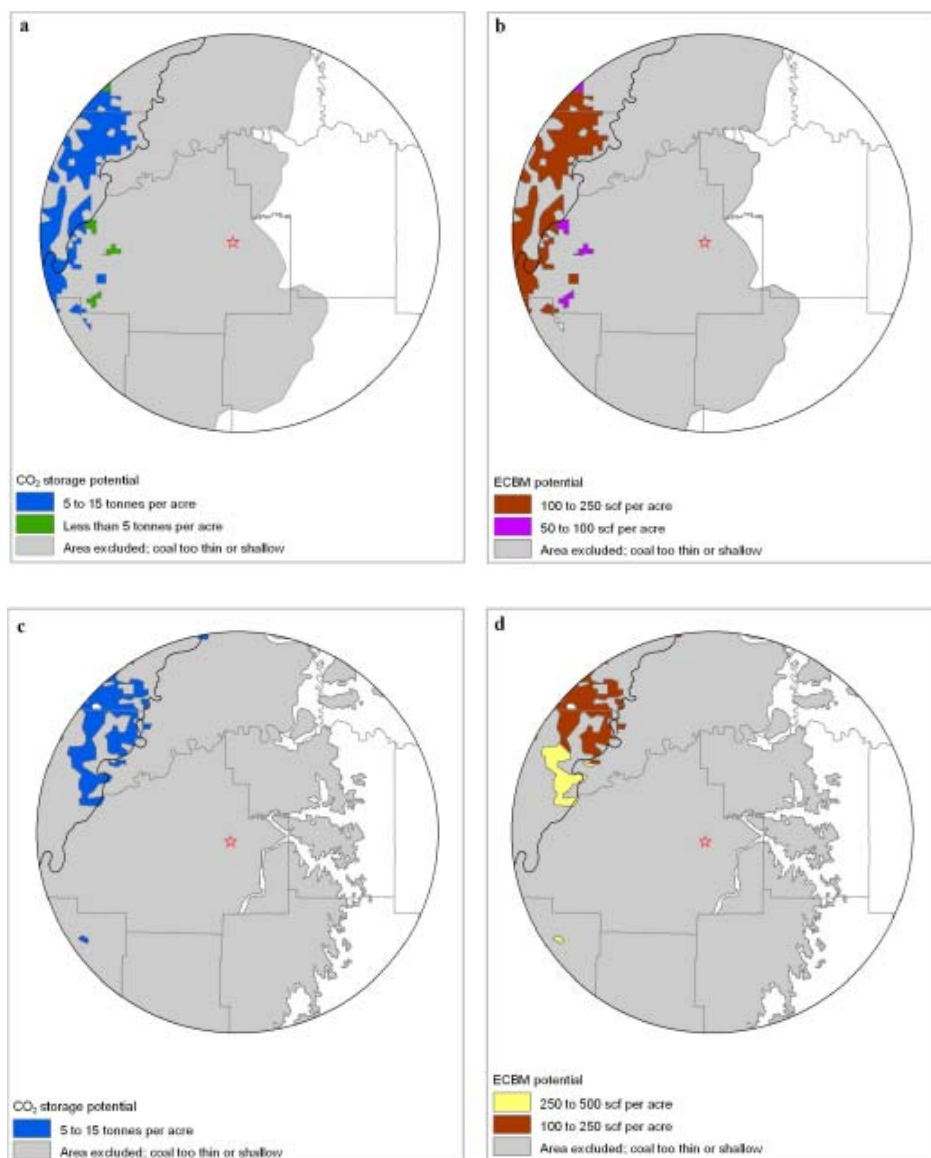 a
b
CO₂ storage potential
5 to 15 tonnes per acre
Less than 5 tonnes per acre
Area excluded; coal too thin or shallow
ECBM potential
100 to 250 scf per acre
50 to 100 scf per acre
Area excluded; coal too thin or shallow
c
d
CO₂ storage potential
5 to 15 tonnes per acre
Area excluded; coal too thin or shallow
ECBM potential
250 to 500 scf per acre
100 to 250 scf per acre
Area excluded; coal too thin or shallow